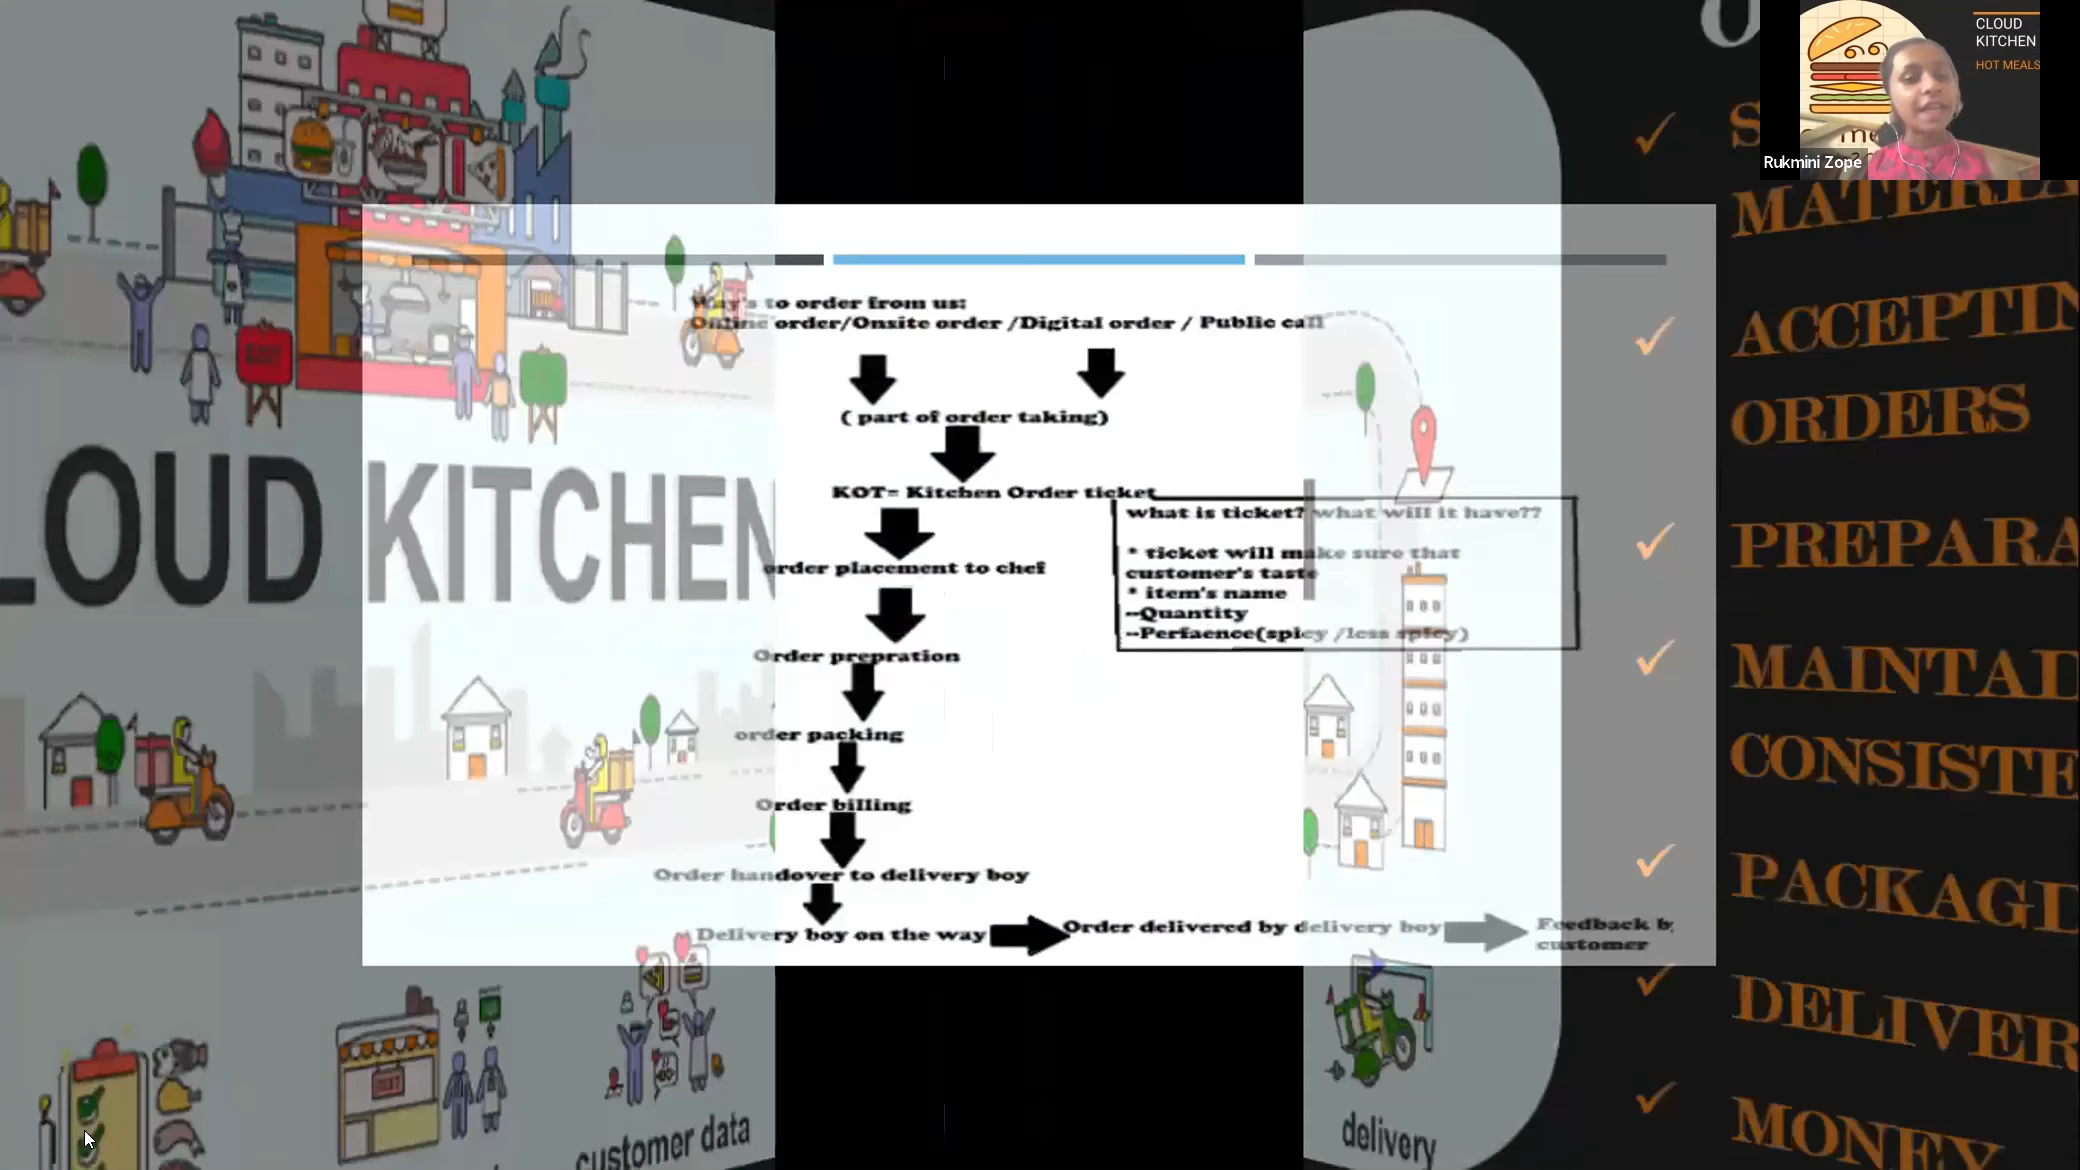 CLOUD
KITCHEN
HOT MEALS
Rukmini Zope
Way's to order from us:
Online order/Onsite order /Digital order / Public call
( part of order taking)
KOT= Kitchen Order ticket
what is ticket? what will it have??
* ticket will make sure that
customer's taste
* item's name
--Quantity
--Perfaence(spicy /less spicy)
order placement to chef
Order prepration
order packing
Order billing
Order handover to delivery boy
Delivery boy on the way
Order delivered by delivery boy
Feedback by
customer
LOUD KITCHEN
customer data
delivery
MATERIA
ACCEPTIN
ORDERS
PREPARA
MAINTAI
CONSISTE
PACKAGI
DELIVER
MONEY